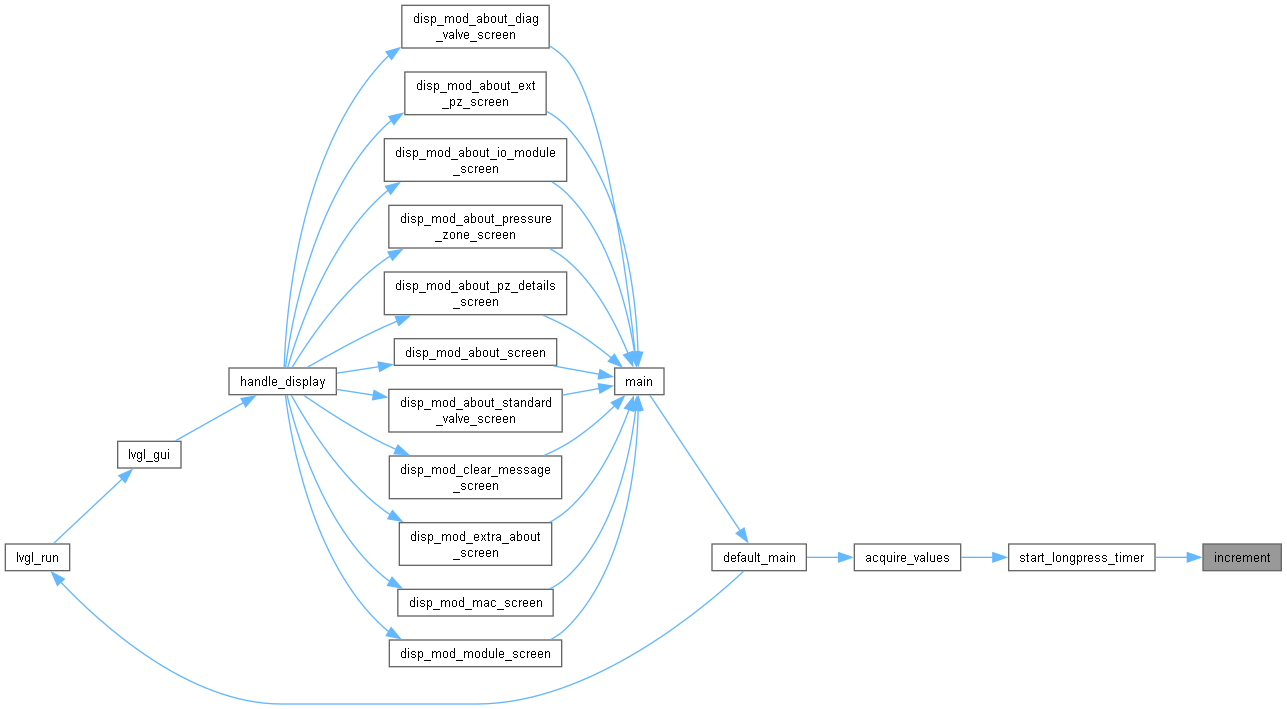 disp_mod_about_diag
_valve_screen
disp_mod_about_ext
_pz_screen
disp_mod_about_io_module
_screen
disp_mod_about_pressure
_zone_screen
disp_mod_about_pz_details
_screen
disp_mod_about_screen
handle_display
main
disp_mod_about_standard
_valve_screen
lvgl_gui
disp_mod_clear_message
_screen
disp_mod_extra_about
_screen
lvgl_run
default_main
acquire_values
start_longpress_timer
increment
disp_mod_mac_screen
disp_mod_module_screen